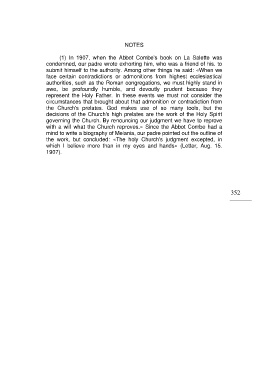 NOTES
(1) In 1907, when the Abbot Combe's book on La Salette was
condemned, our padre wrote exhorting him, who was a friend of his, to
submit himself to the authority. Among other things he said: «When we
face certain contradictions or admonitions from highest ecclesiastical
authorities, such as the Roman congregations, we must highly stand in
awe, be profoundly humble, and devoutly prudent because they
represent the Holy Father. In these events we must not consider the
circumstances that brought about that admonition or contradiction from
the Church's prelates. God makes use of so many tools, but the
decisions of the Church's high prelates are the work of the Holy Spirit
governing the Church. By renouncing our judgment we have to reprove
with a will what the Church reproves.» Since the Abbot Combe had a
mind to write a biography of Melania, our padre pointed out the outline of
the work, but concluded: «The holy Church's judgment excepted, in
which I believe more than in my eyes and hands» (Letter, Aug. 15.
1907).
352